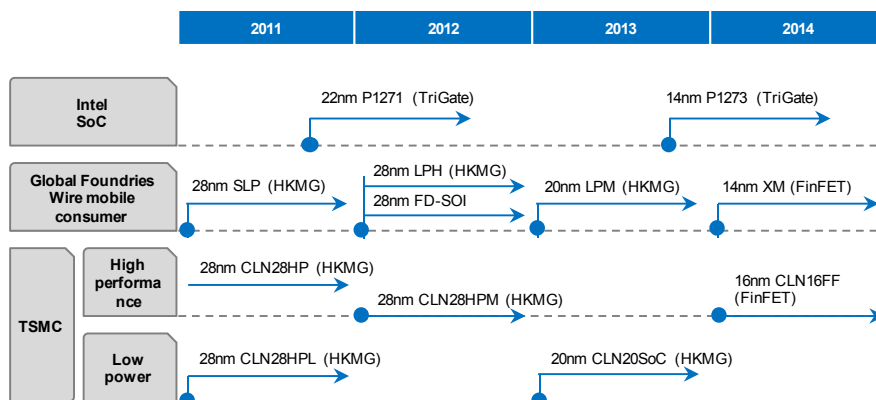 2011 2012 2013 2014
Intel
SoC
22nm P1271 (TriGate)
14nm P1273 (TriGate)
Global Foundries
Wire mobile
consumer
28nm SLP (HKMG)
28nm LPH (HKMG)
28nm FD-SOI
20nm LPM (HKMG)
14nm XM (FinFET)
TSMC
High
performa
nce
28nm CLN28HP (HKMG)
28nm CLN28HPM (HKMG)
16nm CLN16FF
(FinFET)
Low
power
28nm CLN28HPL (HKMG)
20nm CLN20SoC (HKMG)